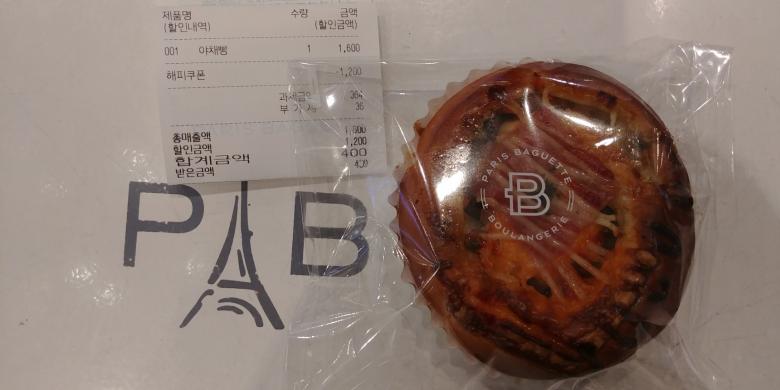 제품명 수량 금액
(할인내역) (할인금액)
001 야채빵 1 1,600
해피쿠폰 -1,200
과세금액 364
부가세 36
총매출액 1,600
할인금액 1,200
합계금액 400
받은금액 400
P B
PARIS BAGUETTE
B
BOULANGERIE